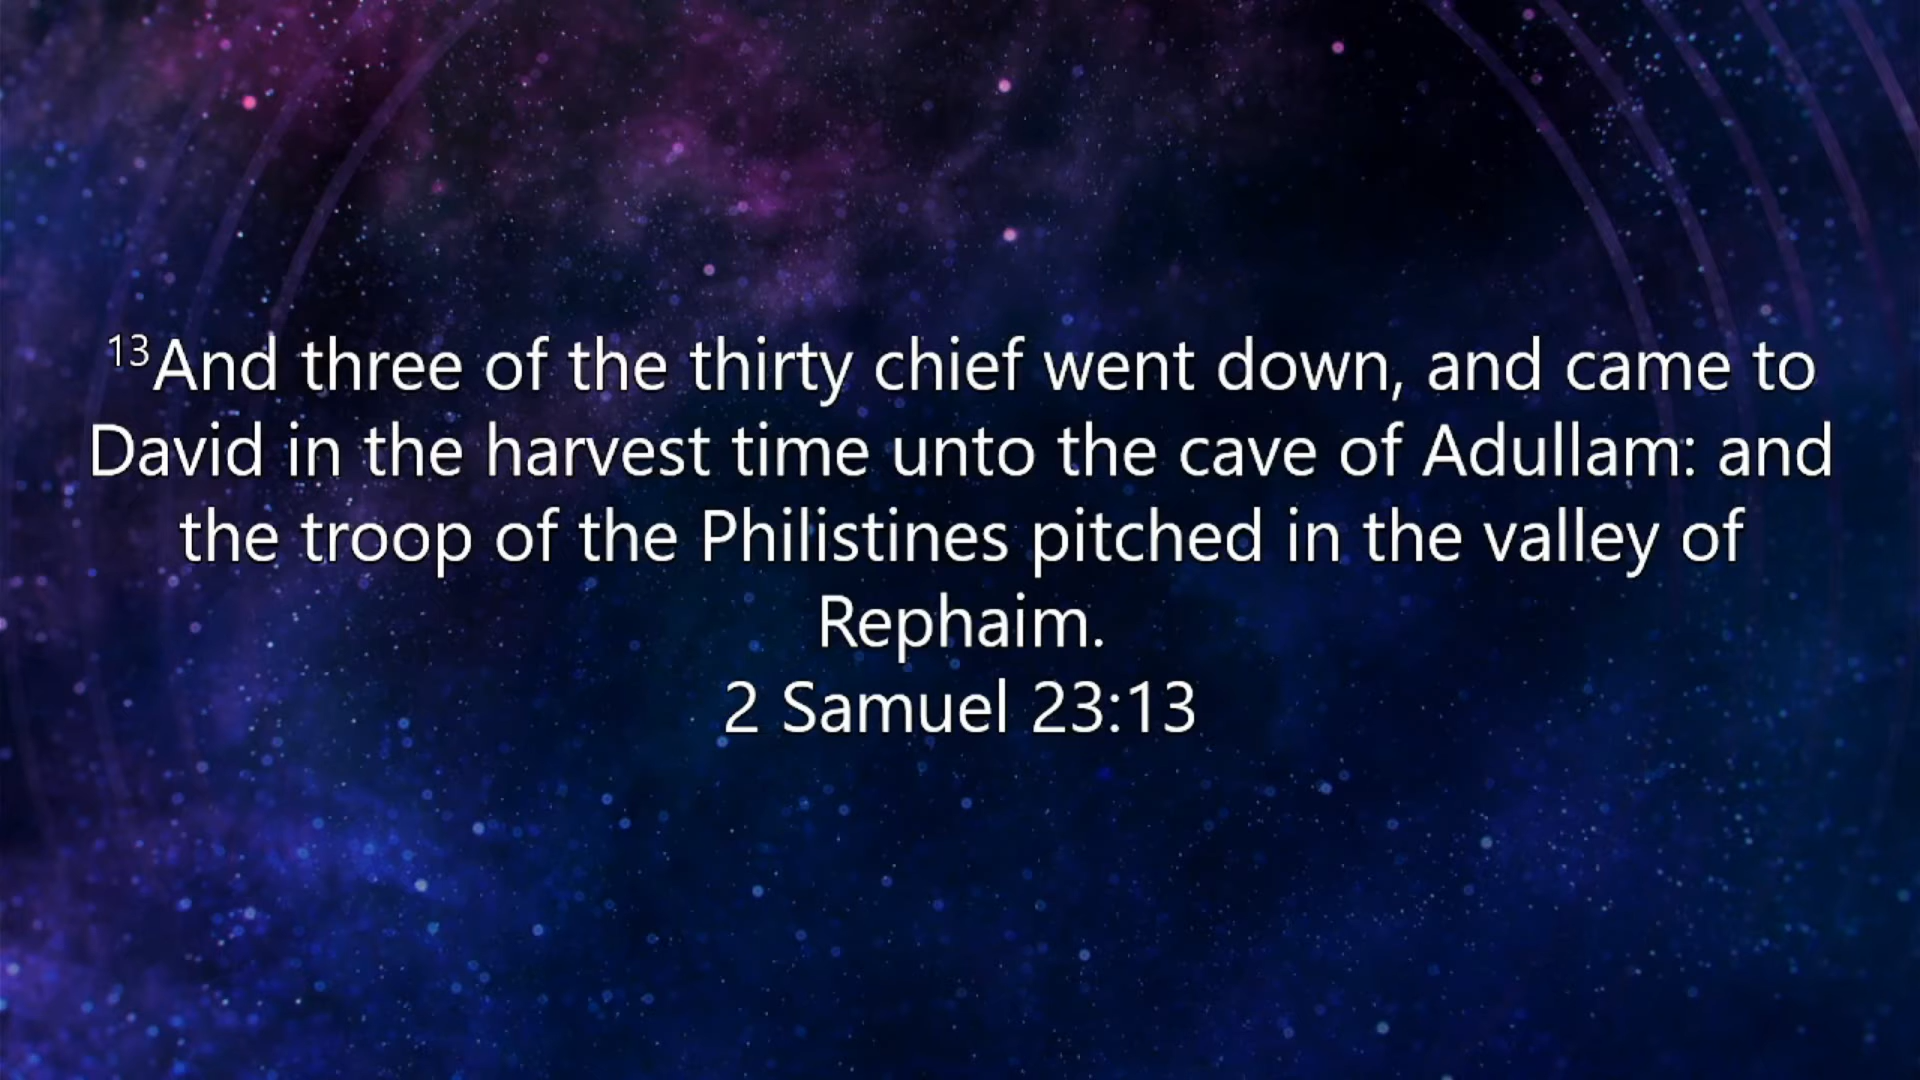 ¹³And three of the thirty chief went down, and came to
David in the harvest time unto the cave of Adullam: and
the troop of the Philistines pitched in the valley of
Rephaim.
2 Samuel 23:13